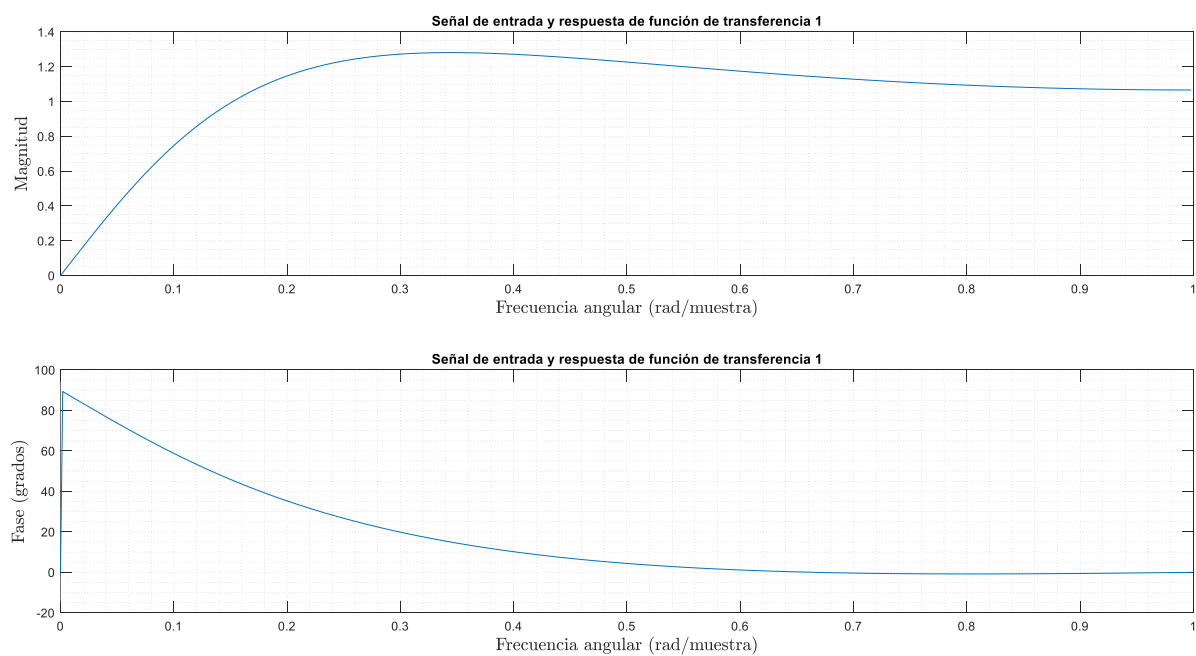 Señal de entrada y respuesta de función de transferencia 1
1.4
1.2
1
0.8
0.6
0.4
0.2
0
Magnitud
0 0.1 0.2 0.3 0.4 0.5 0.6 0.7 0.8 0.9 1
Frecuencia angular (rad/muestra)
Señal de entrada y respuesta de función de transferencia 1
100
80
60
40
20
0
-20
Fase (grados)
0 0.1 0.2 0.3 0.4 0.5 0.6 0.7 0.8 0.9 1
Frecuencia angular (rad/muestra)